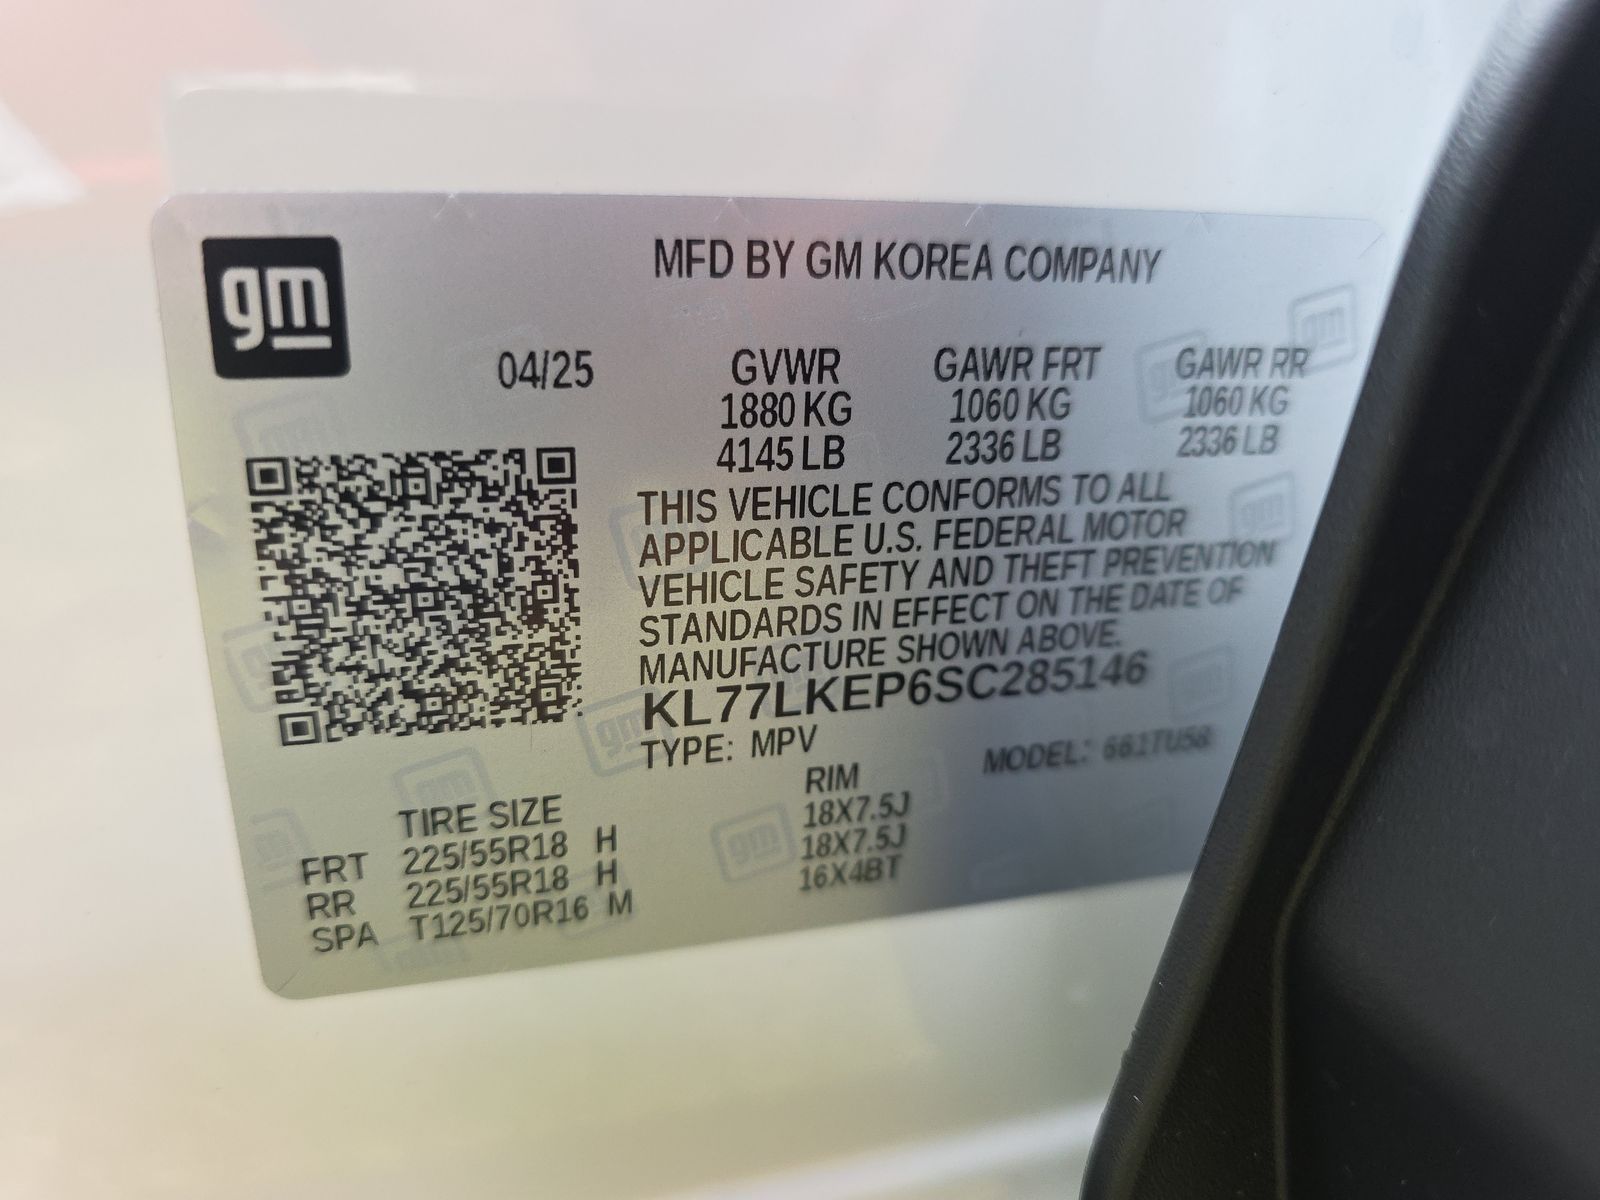 gm
MFD BY GM KOREA COMPANY
04/25 GVWR GAWR FRT GAWR RR
1880 KG 1060 KG 1060 KG
4145 LB 2336 LB 2336 LB
THIS VEHICLE CONFORMS TO ALL
APPLICABLE U.S. FEDERAL MOTOR
VEHICLE SAFETY AND THEFT PREVENTION
STANDARDS IN EFFECT ON THE DATE OF
MANUFACTURE SHOWN ABOVE.
KL77LKEP6SC285146
TYPE: MPV MODEL:
TIRE SIZE RIM
FRT 225/55R18 H 18X7.5J
RR 225/55R18 H 18X7.5J
SPA T125/70R16 M 16X4BT